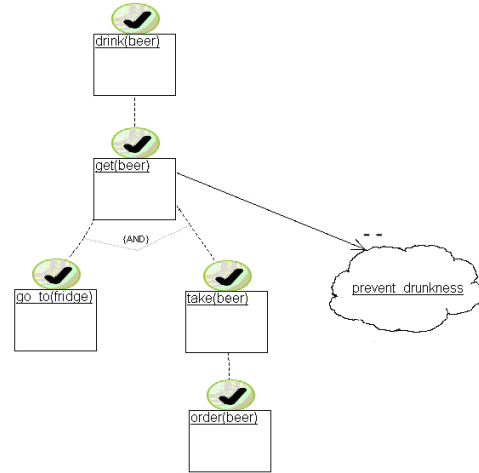 drink(beer)
get(beer)
{AND}
- -
go_to(fridge)
take(beer)
prevent_drunkness
order(beer)